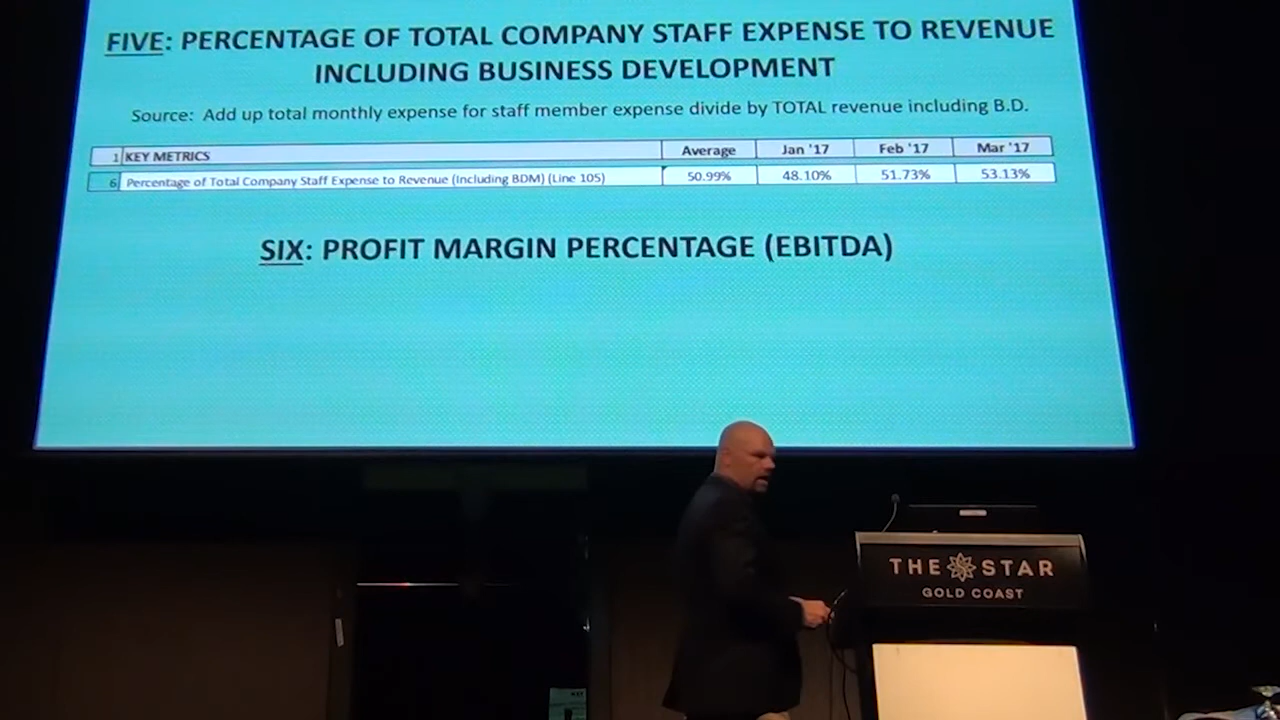 FIVE: PERCENTAGE OF TOTAL COMPANY STAFF EXPENSE TO REVENUE
INCLUDING BUSINESS DEVELOPMENT
Source: Add up total monthly expense for staff member expense divide by TOTAL revenue including B.D.
1 KEY METRICS Average Jan '17 Feb '17 Mar '17
6 Percentage of Total Company Staff Expense to Revenue (Including BDM) (Line 105) 50.99% 48.10% 51.73% 53.13%
SIX: PROFIT MARGIN PERCENTAGE (EBITDA)
THE STAR
GOLD COAST